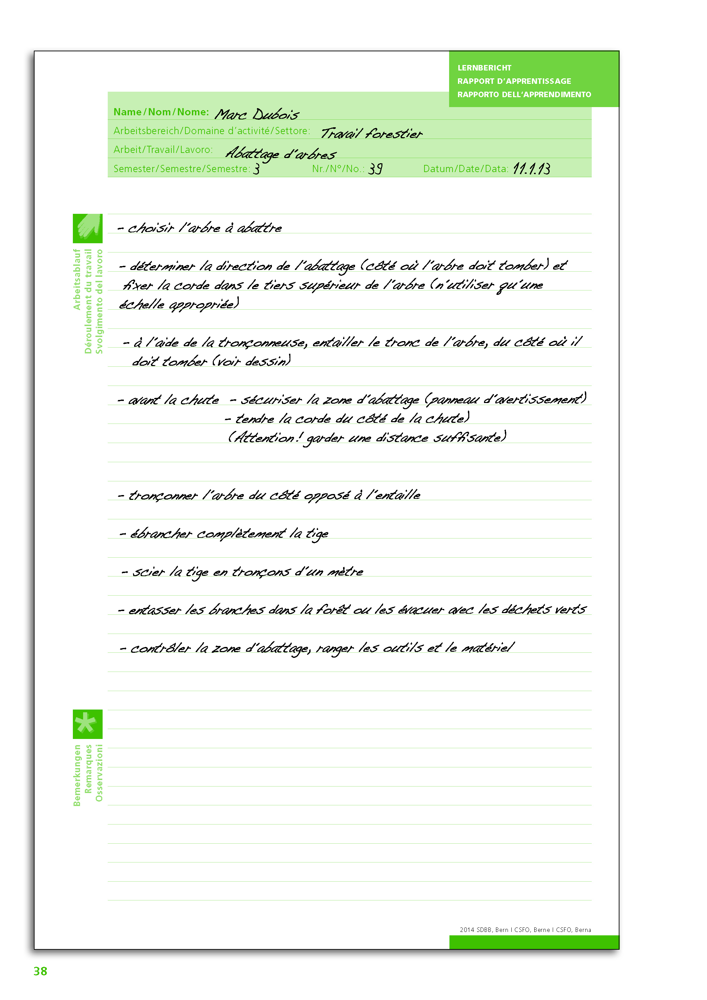 LERNBERICHT
RAPPORT D'APPRENTISSAGE
RAPPORTO DELL'APPRENDIMENTO
Name/Nom/Nome: Marc Dubois
Arbeitsbereich/Domaine d'activité/Settore: Travail forestier
Arbeit/Travail/Lavoro: Abattage d'arbres
Semester/Semestre/Semestre: 3 Nr./N°/No.: 39 Datum/Date/Data: 11.1.13
Arbeitsablauf
Déroulement du travail
Svolgimento del lavoro
- choisir l'arbre à abattre
- déterminer la direction de l'abattage (côté où l'arbre doit tomber) et
fixer la corde dans le tiers supérieur de l'arbre (n'utiliser qu'une
échelle appropriée)
- à l'aide de la tronçonneuse, entailler le tronc de l'arbre, du côté où il
doit tomber (voir dessin)
- avant la chute - sécuriser la zone d'abattage (panneau d'avertissement)
- tendre la corde du côté de la chute)
(Attention! garder une distance suffisante)
- tronçonner l'arbre du côté opposé à l'entaille
- ébrancher complètement la tige
- scier la tige en tronçons d'un mètre
- entasser les branches dans la forêt ou les évacuer avec les déchets verts
- contrôler la zone d'abattage, ranger les outils et le matériel
Bemerkungen
Remarques
Osservazioni
2014 SDBB, Bern I CSFO, Berne I CSFO, Berna
38